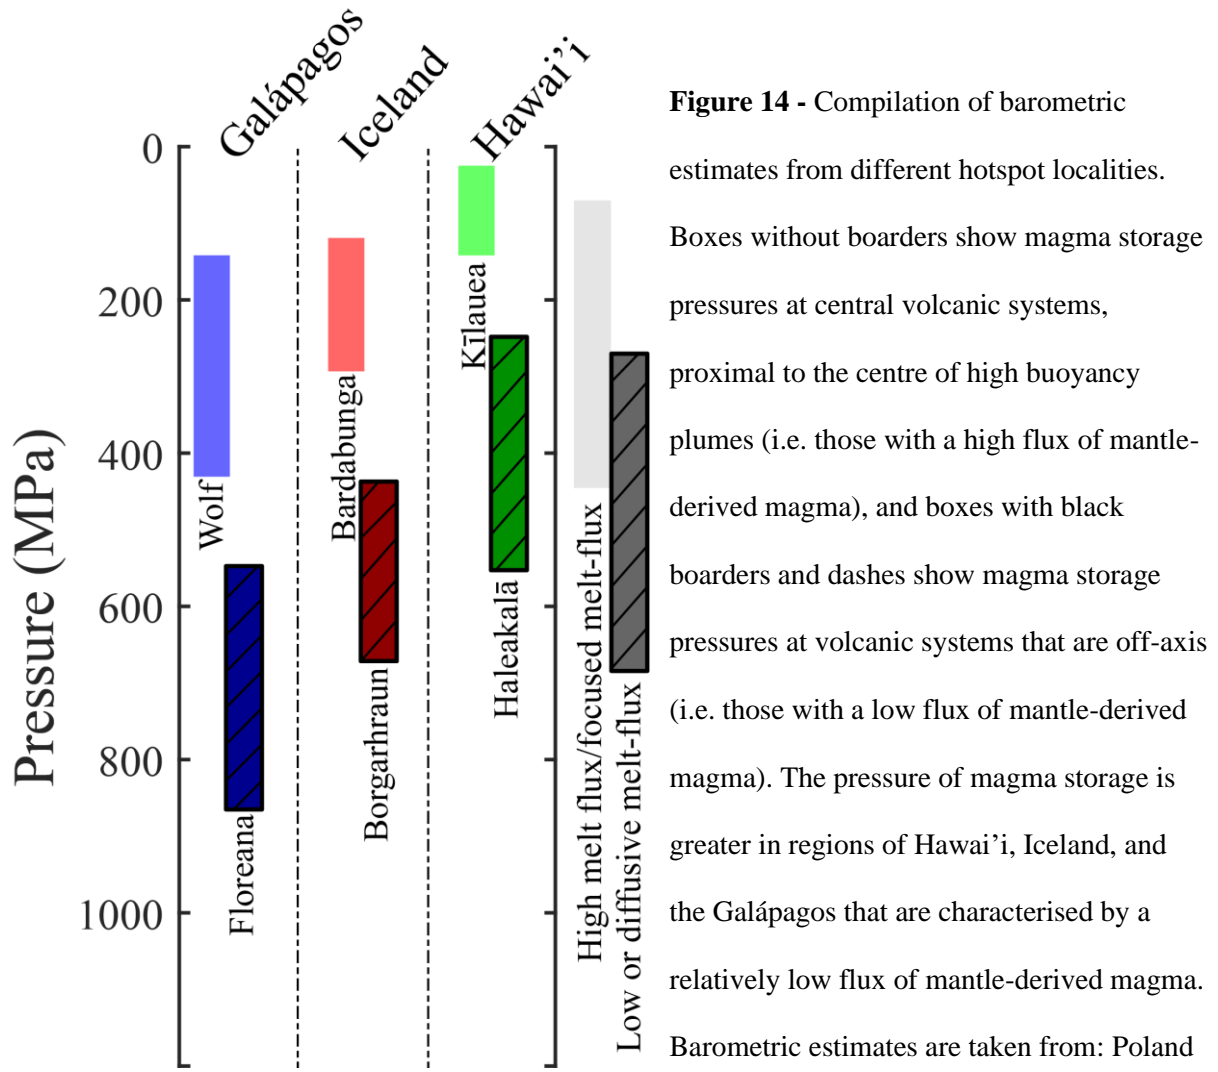 Galápagos
Iceland
Hawai’i
0
200
400
600
800
1000
Pressure (MPa)
Wolf
Floreana
Bardabunga
Borgarhraun
Kīlauea
Haleakalā
High melt flux/focused melt-flux
Low or diffusive melt-flux
Figure 14 - Compilation of barometric
estimates from different hotspot localities.
Boxes without boarders show magma storage
pressures at central volcanic systems,
proximal to the centre of high buoyancy
plumes (i.e. those with a high flux of mantle-
derived magma), and boxes with black
boarders and dashes show magma storage
pressures at volcanic systems that are off-axis
(i.e. those with a low flux of mantle-derived
magma). The pressure of magma storage is
greater in regions of Hawai’i, Iceland, and
the Galápagos that are characterised by a
relatively low flux of mantle-derived magma.
Barometric estimates are taken from: Poland